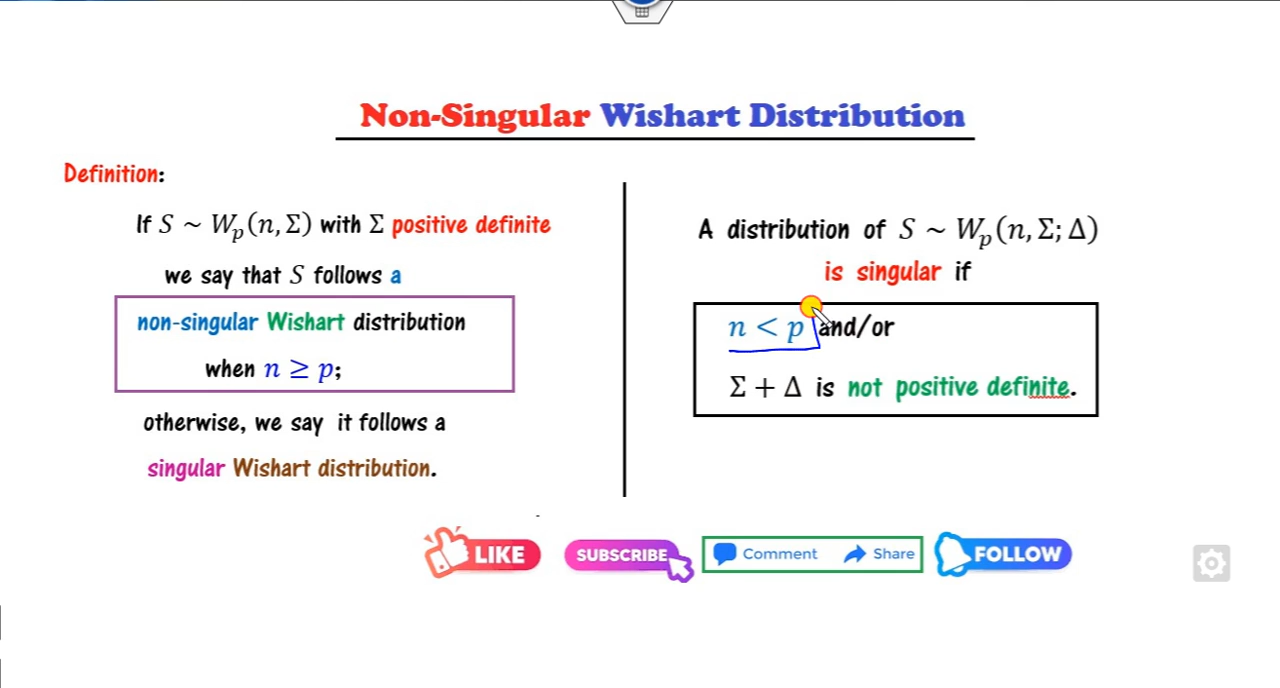 Non-Singular Wishart Distribution
Definition:
If S ~ Wₚ(n, Σ) with Σ positive definite
we say that S follows a
non-singular Wishart distribution
when n ≥ p;
otherwise, we say it follows a
singular Wishart distribution.
A distribution of S ~ Wₚ(n, Σ; Δ)
is singular if
n < p and/or
Σ + Δ is not positive definite.
LIKE
SUBSCRIBE
Comment
Share
FOLLOW